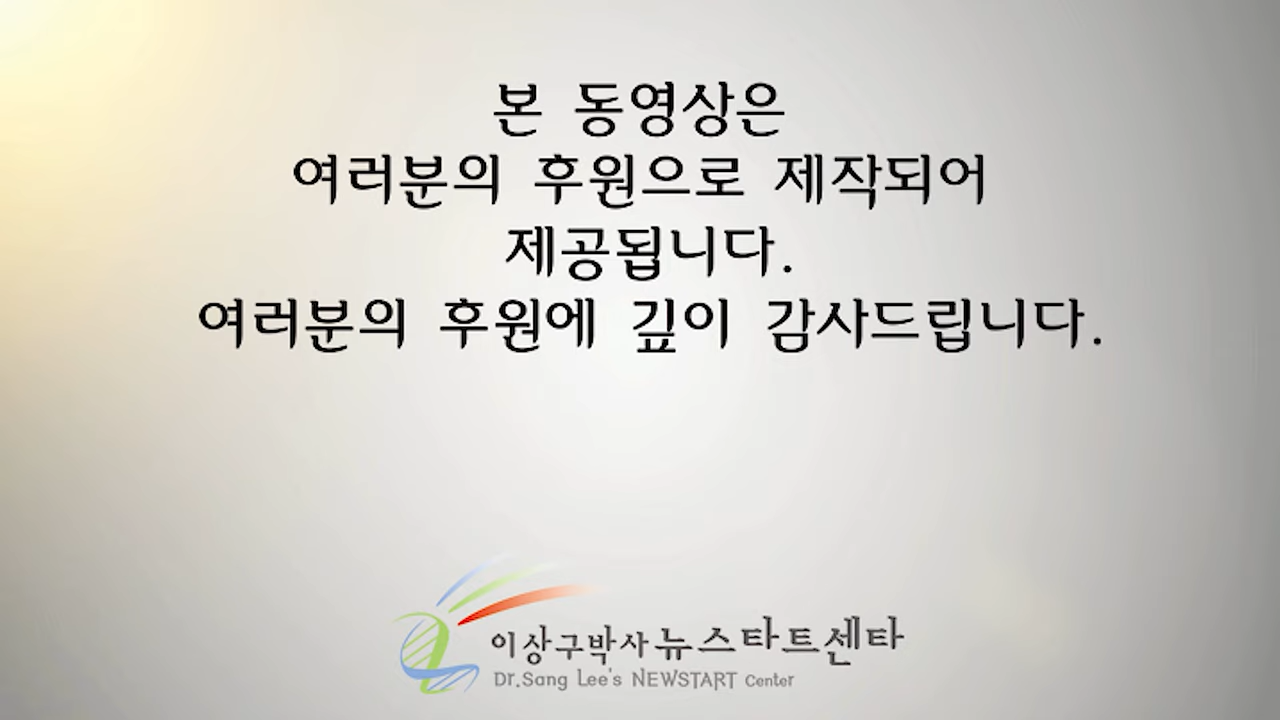 본 동영상은
여러분의 후원으로 제작되어
제공됩니다.
여러분의 후원에 깊이 감사드립니다.
이상구박사 뉴스타트센타
Dr.Sang Lee's NEWSTART Center